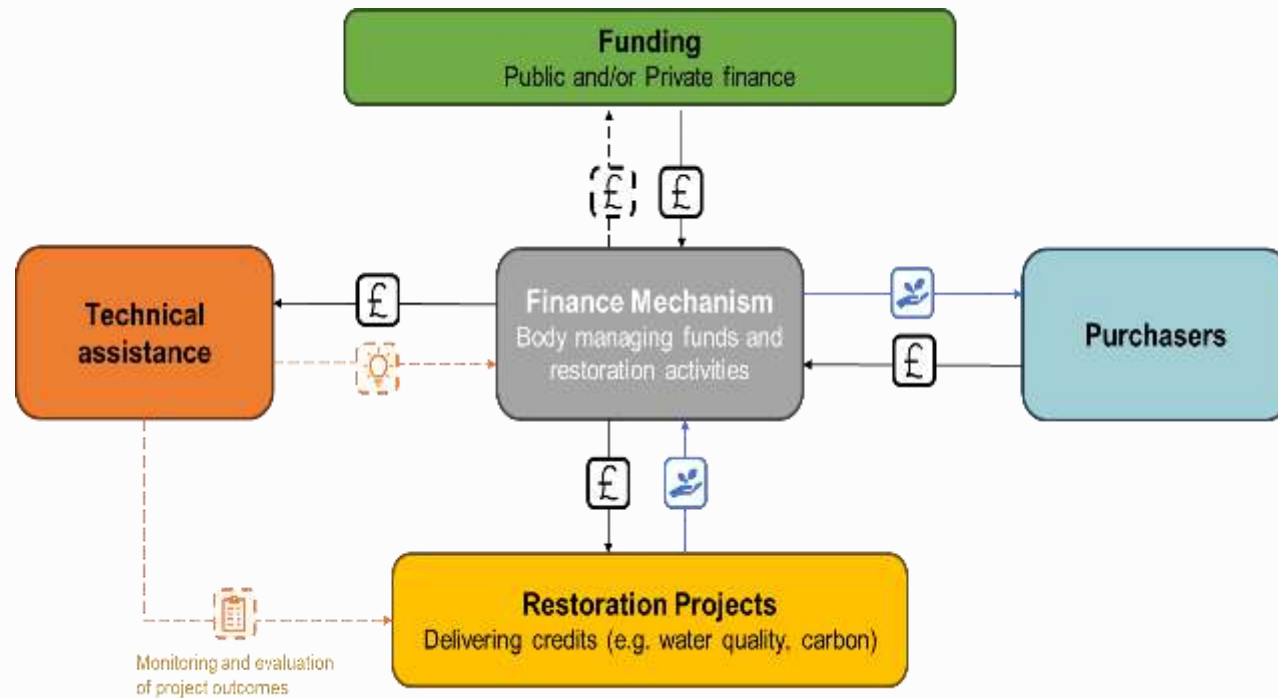 Funding
Public and/or Private finance
£
£
Technical
assistance
£
Finance Mechanism
Body managing funds and
restoration activities
£
Purchasers
£
Restoration Projects
Delivering credits (e.g. water quality, carbon)
Monitoring and evaluation
of project outcomes